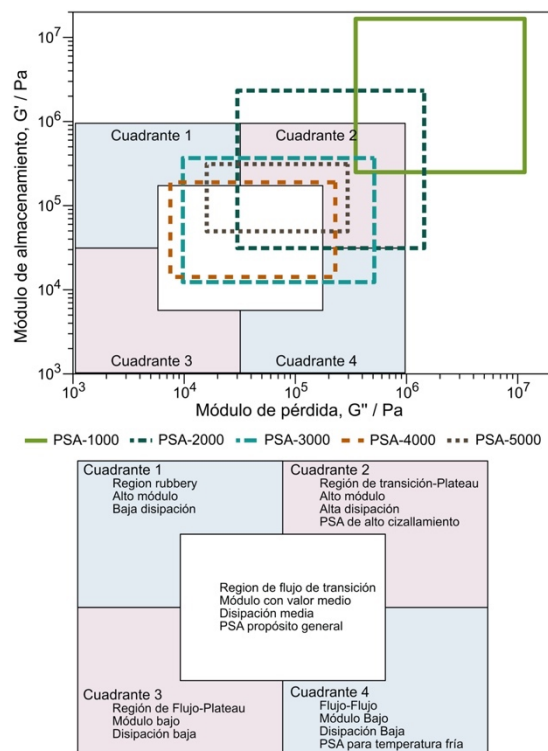 10⁷
10⁶
10⁵
10⁴
10³
Módulo de almacenamiento, G' / Pa
Cuadrante 1
Cuadrante 2
Cuadrante 3
Cuadrante 4
10³ 10⁴ 10⁵ 10⁶ 10⁷
Módulo de pérdida, G'' / Pa
PSA-1000 PSA-2000 PSA-3000 PSA-4000 PSA-5000
Cuadrante 1
Region rubbery
Alto módulo
Baja disipación
Cuadrante 2
Región de transición-Plateau
Alto módulo
Alta disipación
PSA de alto cizallamiento
Region de flujo de transición
Módulo con valor medio
Disipación media
PSA propósito general
Cuadrante 3
Región de Flujo-Plateau
Módulo bajo
Disipación baja
Cuadrante 4
Flujo-Flujo
Módulo Bajo
Disipación Baja
PSA para temperatura fría